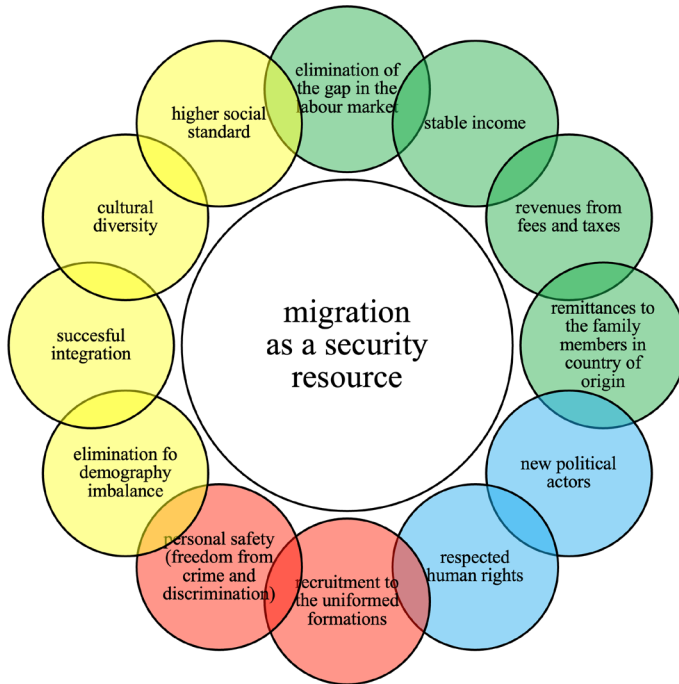 elimination of
the gap in the
labour market
stable income
revenues from
fees and taxes
remittances to
the family
members in
country of
origin
new political
actors
respected
human rights
recruitment to
the uniformed
formations
personal safety
(freedom from
crime and
discrimination)
elimination fo
demography
imbalance
succesful
integration
cultural
diversity
higher social
standard
migration
as a security
resource